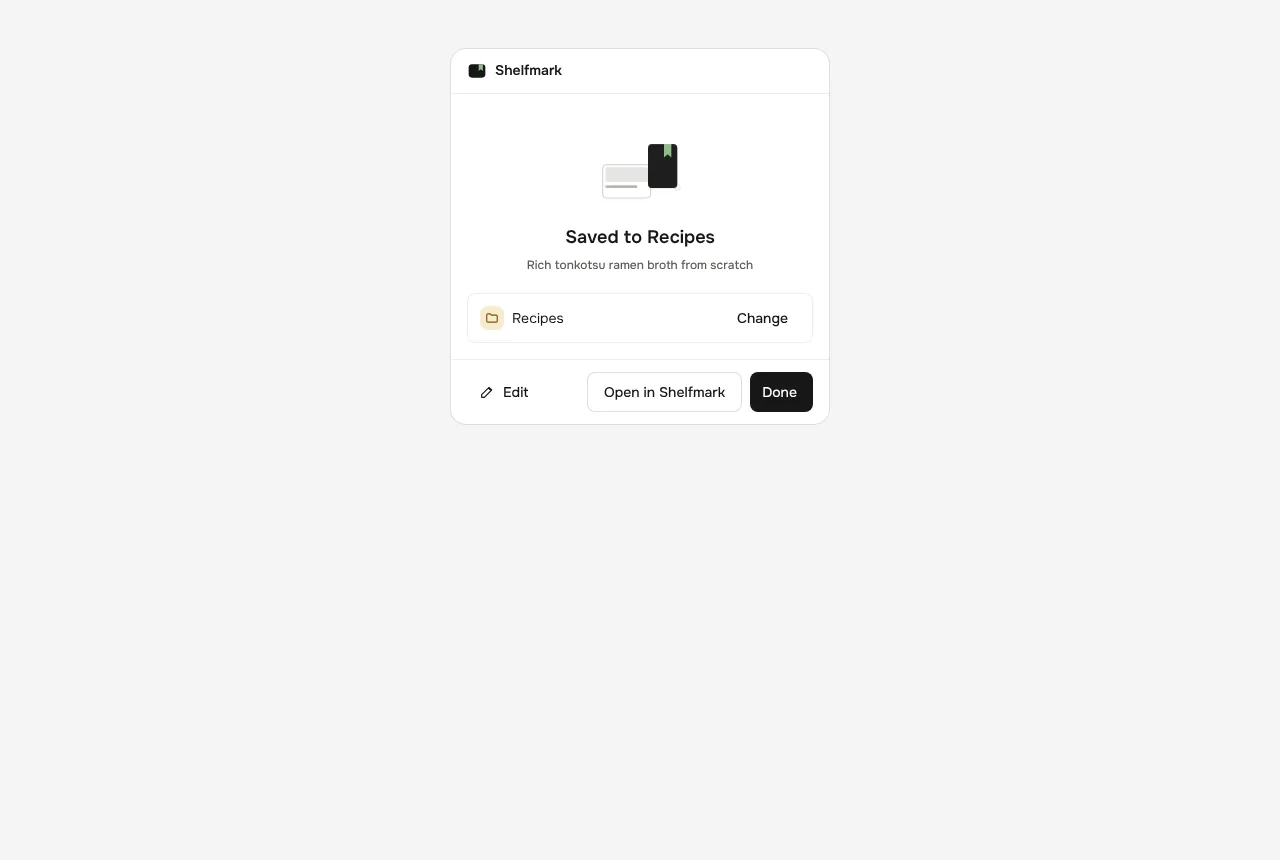 Shelfmark
Saved to Recipes
Rich tonkotsu ramen broth from scratch
Recipes
Change
Edit
Open in Shelfmark
Done